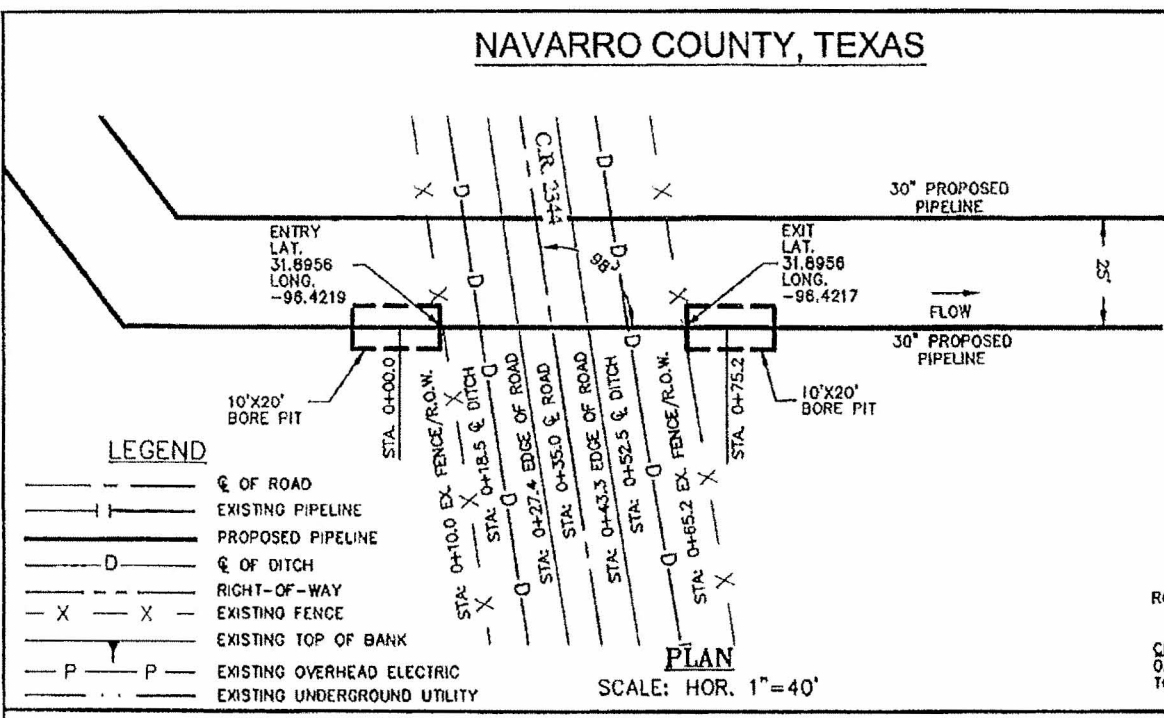 NAVARRO COUNTY, TEXAS
C.R. 3344
30" PROPOSED
PIPELINE
ENTRY
LAT.
31.8956
LONG.
-96.4219
98°
EXIT
LAT.
31.8956
LONG.
-96.4217
25'
FLOW
30" PROPOSED
PIPELINE
10'X20'
BORE PIT
10'X20'
BORE PIT
STA. 0+00.0
STA: 0+10.0 EX. FENCE/R.O.W.
STA: 0+18.5 ℄ DITCH
STA: 0+27.4 EDGE OF ROAD
STA: 0+35.0 ℄ ROAD
STA: 0+43.3 EDGE OF ROAD
STA: 0+52.5 ℄ DITCH
STA: 0+65.2 EX. FENCE/R.O.W.
STA. 0+75.2
D D D D D D D D D D
X X X X X X X X X X
LEGEND
℄ OF ROAD
EXISTING PIPELINE
PROPOSED PIPELINE
D ℄ OF DITCH
RIGHT-OF-WAY
X X EXISTING FENCE
EXISTING TOP OF BANK
P P EXISTING OVERHEAD ELECTRIC
EXISTING UNDERGROUND UTILITY
PLAN
SCALE: HOR. 1"=40'